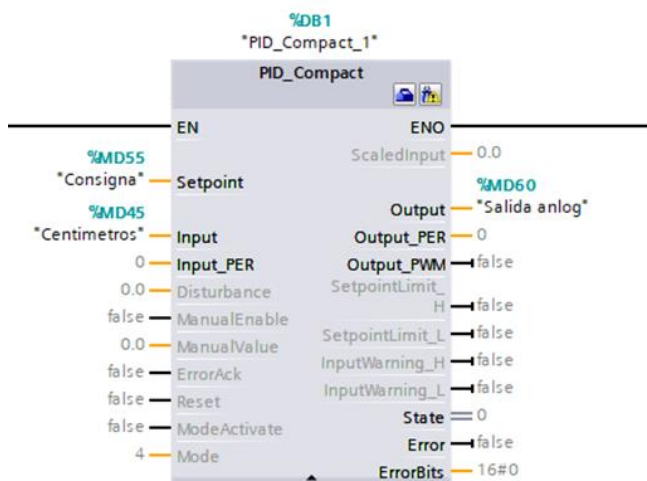 %DB1
"PID_Compact_1"
PID_Compact
EN ENO
ScaledInput 0.0
%MD55
"Consigna" Setpoint
%MD60
Output "Salida anlog"
%MD45
"Centimetros" Input Output_PER 0
0 Input_PER Output_PWM false
0.0 Disturbance SetpointLimit_
H false
false ManualEnable
0.0 ManualValue SetpointLimit_L false
false ErrorAck InputWarning_H false
false Reset InputWarning_L false
false ModeActivate State 0
4 Mode Error false
ErrorBits 16#0